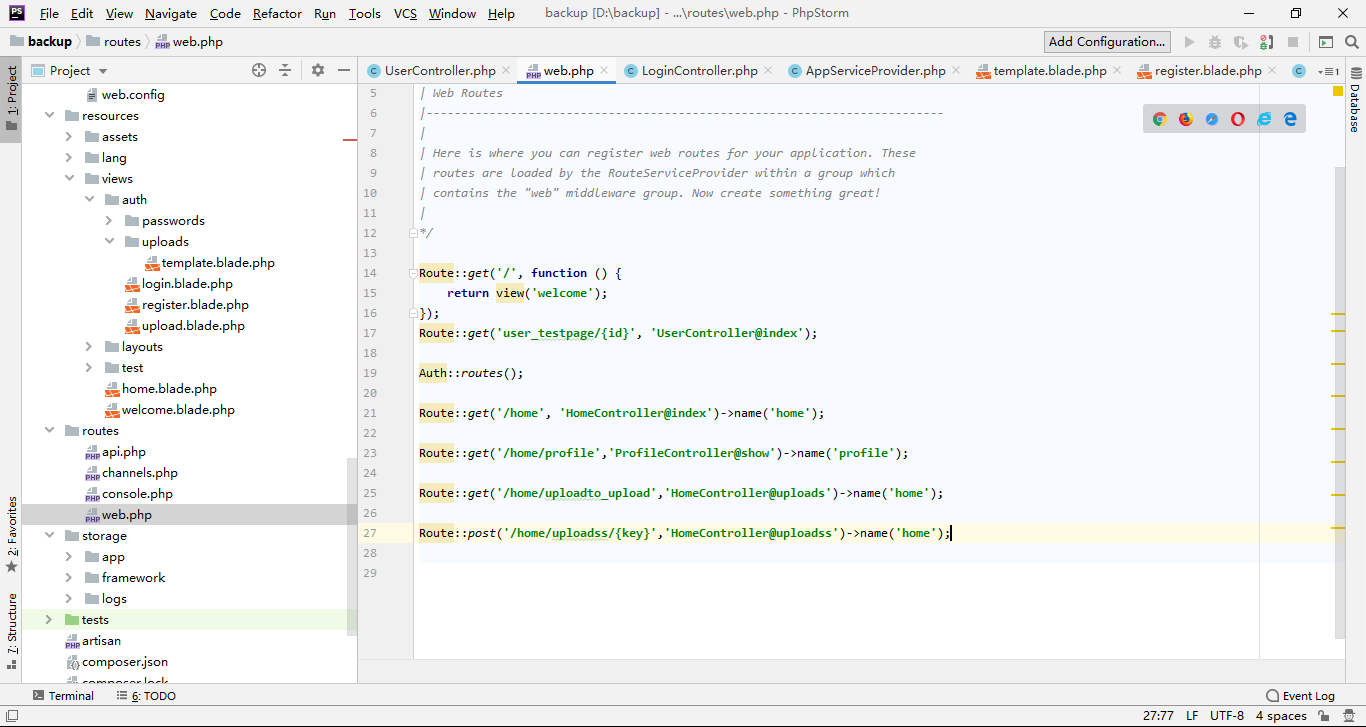 PS File Edit View Navigate Code Refactor Run Tools VCS Window Help backup [D:\backup] - ...\routes\web.php - PhpStorm
backup routes web.php Add Configuration...
1: Project
Project
UserController.php web.php LoginController.php AppServiceProvider.php template.blade.php register.blade.php
Database
web.config
resources
assets
lang
views
auth
passwords
uploads
template.blade.php
login.blade.php
register.blade.php
upload.blade.php
layouts
test
home.blade.php
welcome.blade.php
routes
api.php
channels.php
console.php
web.php
storage
app
framework
logs
tests
artisan
composer.json
composer.lock
2: Favorites
7: Structure
5 | Web Routes
6 |--------------------------------------------------------------------------
7 |
8 | Here is where you can register web routes for your application. These
9 | routes are loaded by the RouteServiceProvider within a group which
10 | contains the "web" middleware group. Now create something great!
11 |
12 */
13
14 Route::get('/', function () {
15 return view('welcome');
16 });
17 Route::get('user_testpage/{id}', 'UserController@index');
18
19 Auth::routes();
20
21 Route::get('/home', 'HomeController@index')->name('home');
22
23 Route::get('/home/profile','ProfileController@show')->name('profile');
24
25 Route::get('/home/uploadto_upload','HomeController@uploads')->name('home');
26
27 Route::post('/home/uploadss/{key}','HomeController@uploadss')->name('home');
28
29
Terminal 6: TODO Event Log
27:77 LF UTF-8 4 spaces